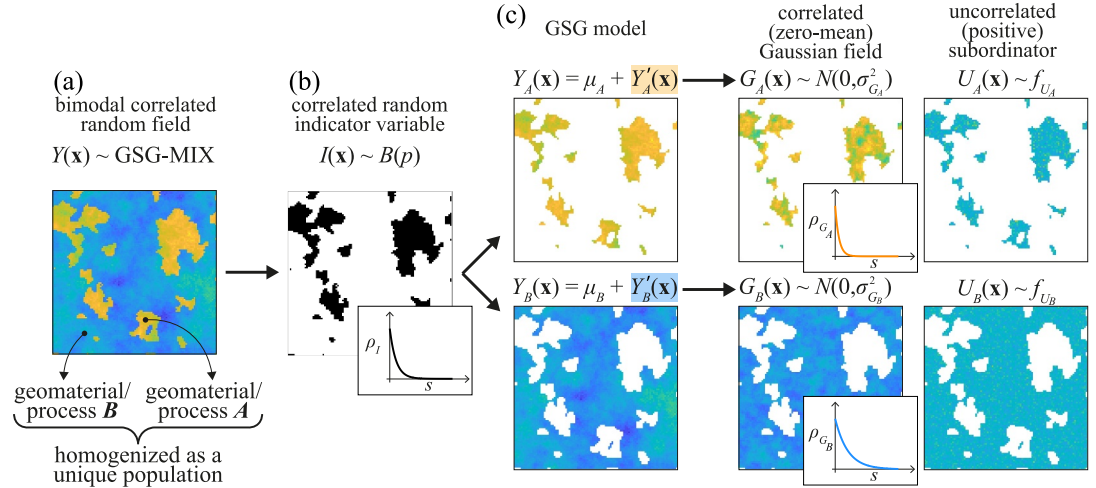 (a)
bimodal correlated
random field
Y(x) ~ GSG-MIX
geomaterial/
process B
geomaterial/
process A
homogenized as a
unique population
(b)
correlated random
indicator variable
I(x) ~ B(p)
ρ_I
s
(c)
GSG model
correlated
(zero-mean)
Gaussian field
uncorrelated
(positive)
subordinator
Y_A(x) = μ_A + Y′_A(x)
G_A(x) ~ N(0,σ²_{G_A})
U_A(x) ~ f_{U_A}
ρ_{G_A}
s
Y_B(x) = μ_B + Y′_B(x)
G_B(x) ~ N(0,σ²_{G_B})
U_B(x) ~ f_{U_B}
ρ_{G_B}
s